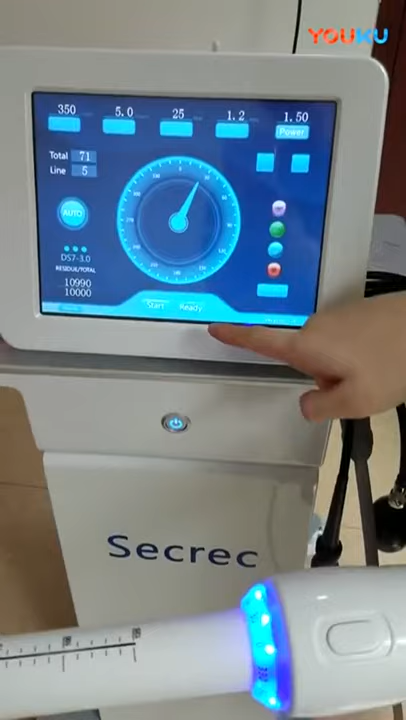 YOUKU
350 5.0 25 1.2 1.50
Power
Total 71
Line 5
AUTO
DS7-3.0
RESIDUE/TOTAL
10990
10000
Start Ready
Secrec